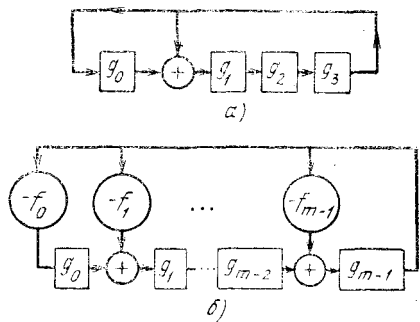 g₀ + g₁ g₂ g₃
а)
-f₀ -f₁ ... -fₘ₋₁
g₀ + g₁ ... gₘ₋₂ + gₘ₋₁
б)